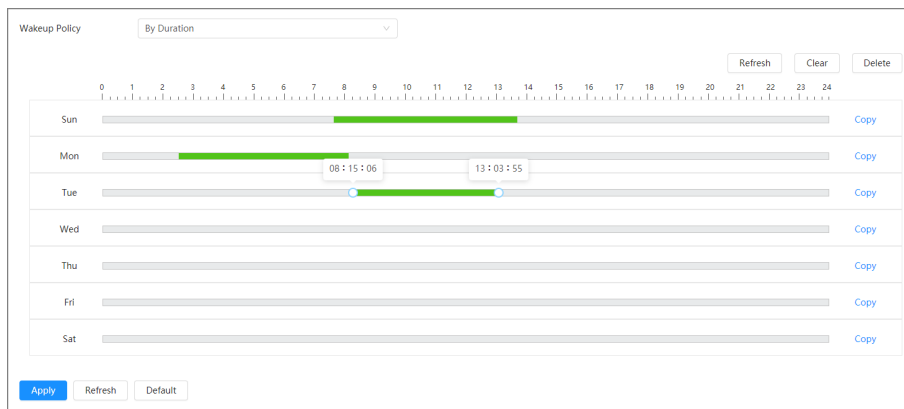 Wakeup Policy By Duration
Refresh Clear Delete
0 1 2 3 4 5 6 7 8 9 10 11 12 13 14 15 16 17 18 19 20 21 22 23 24
Sun Copy
Mon Copy
08:15:06 13:03:55
Tue Copy
Wed Copy
Thu Copy
Fri Copy
Sat Copy
Apply Refresh Default